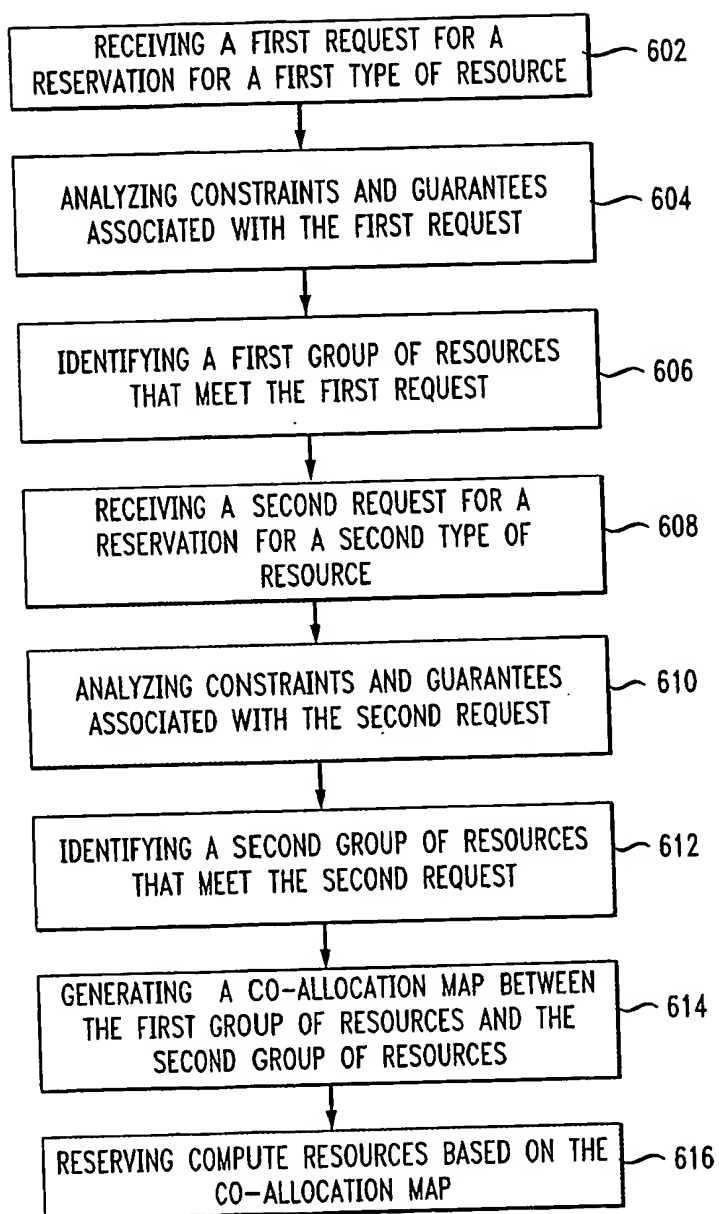 RECEIVING A FIRST REQUEST FOR A
RESERVATION FOR A FIRST TYPE OF RESOURCE
602
ANALYZING CONSTRAINTS AND GUARANTEES
ASSOCIATED WITH THE FIRST REQUEST
604
IDENTIFYING A FIRST GROUP OF RESOURCES
THAT MEET THE FIRST REQUEST
606
RECEIVING A SECOND REQUEST FOR A
RESERVATION FOR A SECOND TYPE OF
RESOURCE
608
ANALYZING CONSTRAINTS AND GUARANTEES
ASSOCIATED WITH THE SECOND REQUEST
610
IDENTIFYING A SECOND GROUP OF RESOURCES
THAT MEET THE SECOND REQUEST
612
GENERATING A CO-ALLOCATION MAP BETWEEN
THE FIRST GROUP OF RESOURCES AND THE
SECOND GROUP OF RESOURCES
614
RESERVING COMPUTE RESOURCES BASED ON THE
CO-ALLOCATION MAP
616